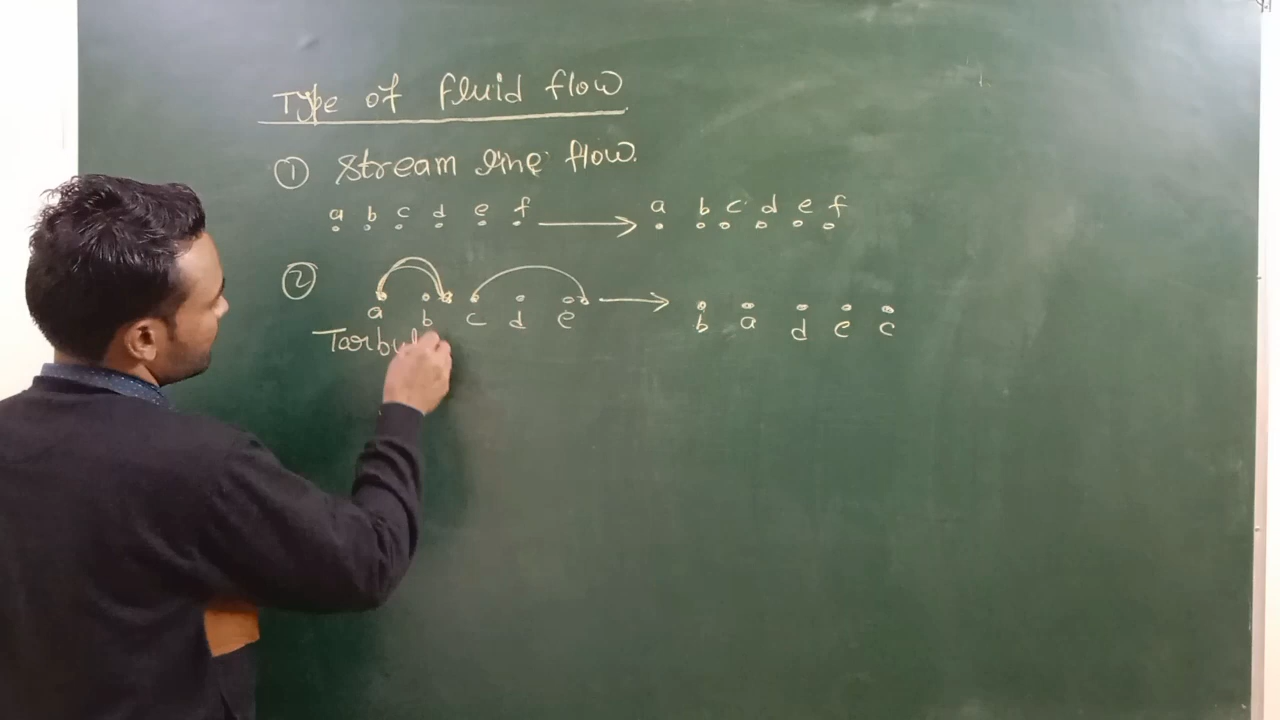 Type of fluid flow
① Stream line flow.
a b c d e f → a b c d e f
②
a b c d e → b a d e c
Tarbul